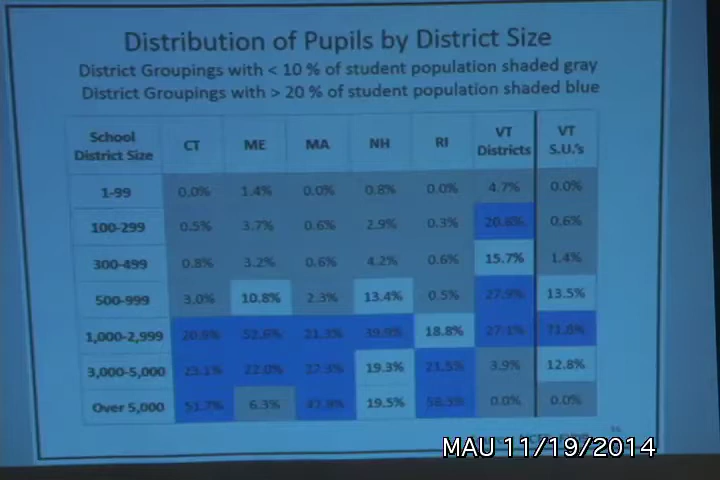 Distribution of Pupils by District Size
District Groupings with < 10 % of student population shaded gray
District Groupings with > 20 % of student population shaded blue
School District Size CT ME MA NH RI VT Districts VT S.U.'s
1-99 0.0% 1.4% 0.0% 0.8% 0.0% 4.7% 0.0%
100-299 0.5% 3.7% 0.6% 2.9% 0.3% 20.8% 0.6%
300-499 0.8% 3.2% 0.6% 4.2% 0.6% 15.7% 1.4%
500-999 3.0% 10.8% 2.3% 13.4% 0.5% 27.9% 13.5%
1,000-2,999 20.9% 52.6% 21.3% 39.9% 18.8% 27.1% 71.8%
3,000-5,000 23.1% 22.0% 27.3% 19.3% 21.5% 3.9% 12.8%
Over 5,000 51.7% 6.3% 47.9% 19.5% 58.3% 0.0% 0.0%
MAU 11/19/2014